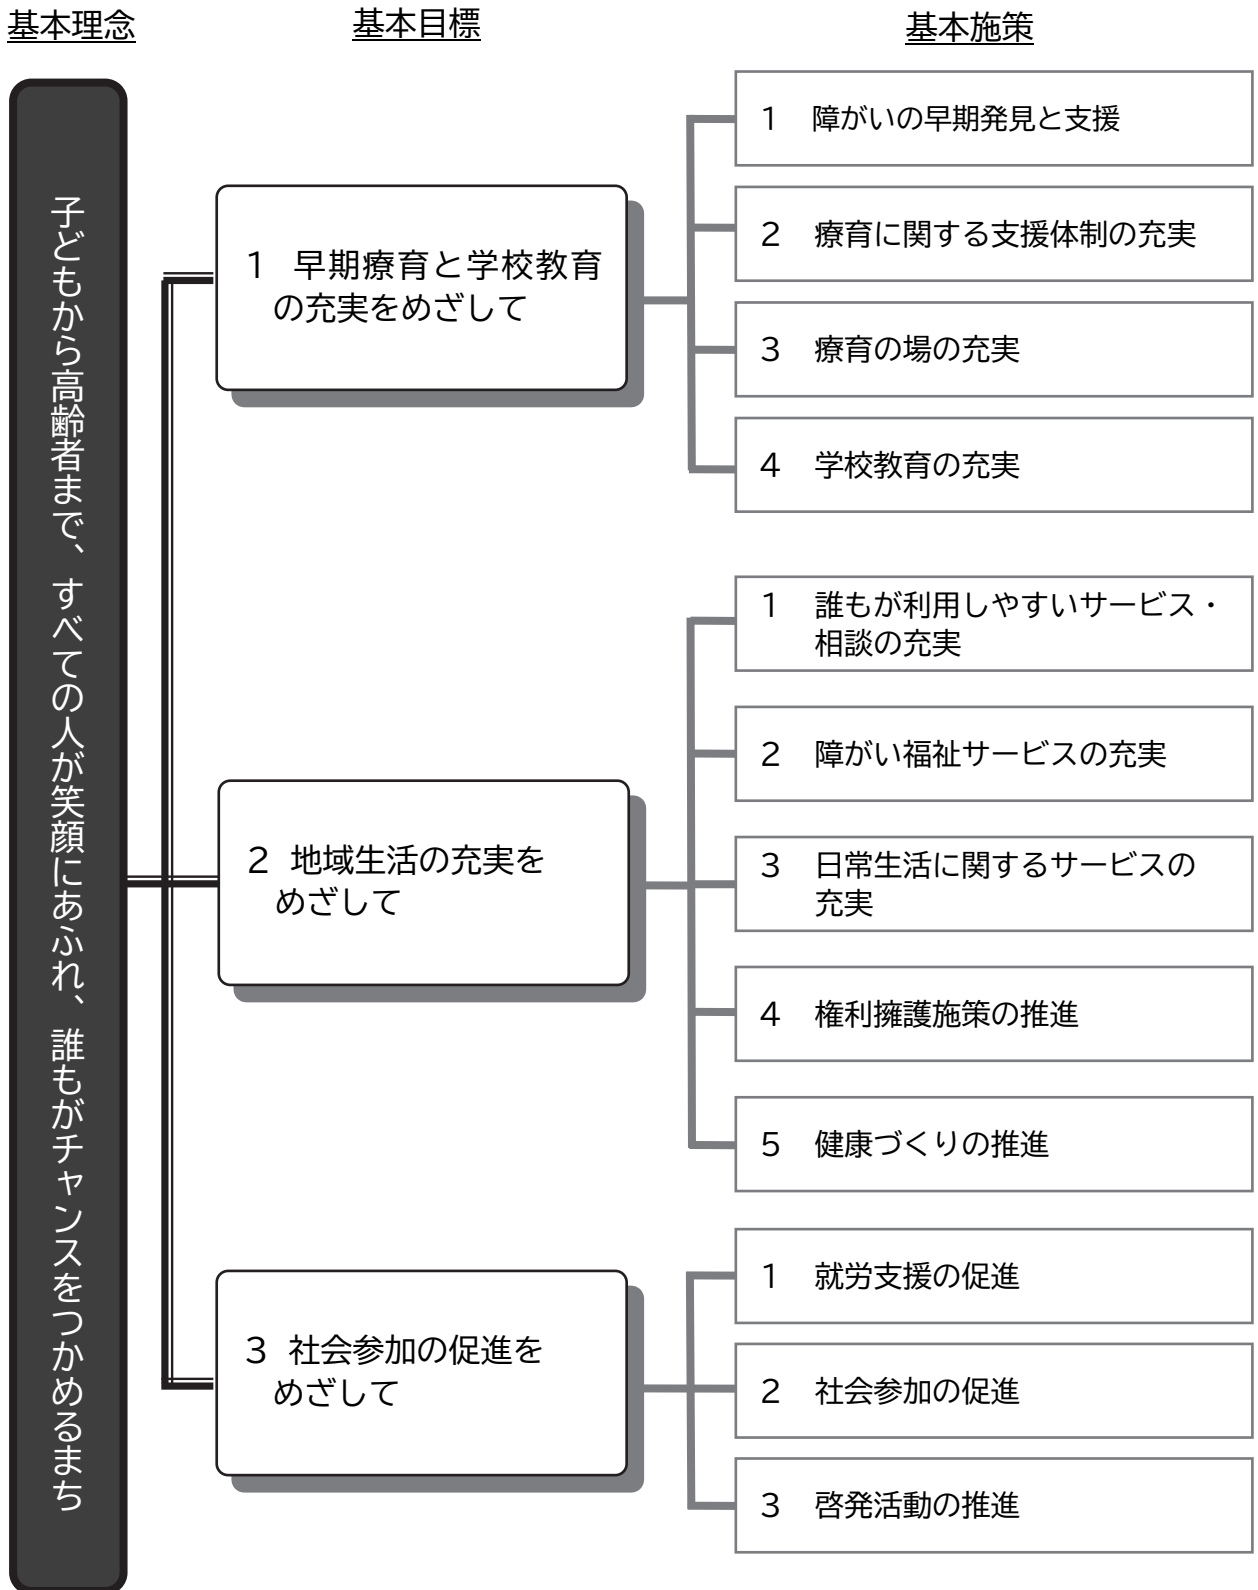 基本理念
基本目標
基本施策
子どもから高齢者まで、すべての人が笑顔にあふれ、誰もがチャンスをつかめるまち
1 早期療育と学校教育
の充実をめざして
1 障がいの早期発見と支援
2 療育に関する支援体制の充実
3 療育の場の充実
4 学校教育の充実
2 地域生活の充実を
めざして
1 誰もが利用しやすいサービス・
相談の充実
2 障がい福祉サービスの充実
3 日常生活に関するサービスの
充実
4 権利擁護施策の推進
5 健康づくりの推進
3 社会参加の促進を
めざして
1 就労支援の促進
2 社会参加の促進
3 啓発活動の推進